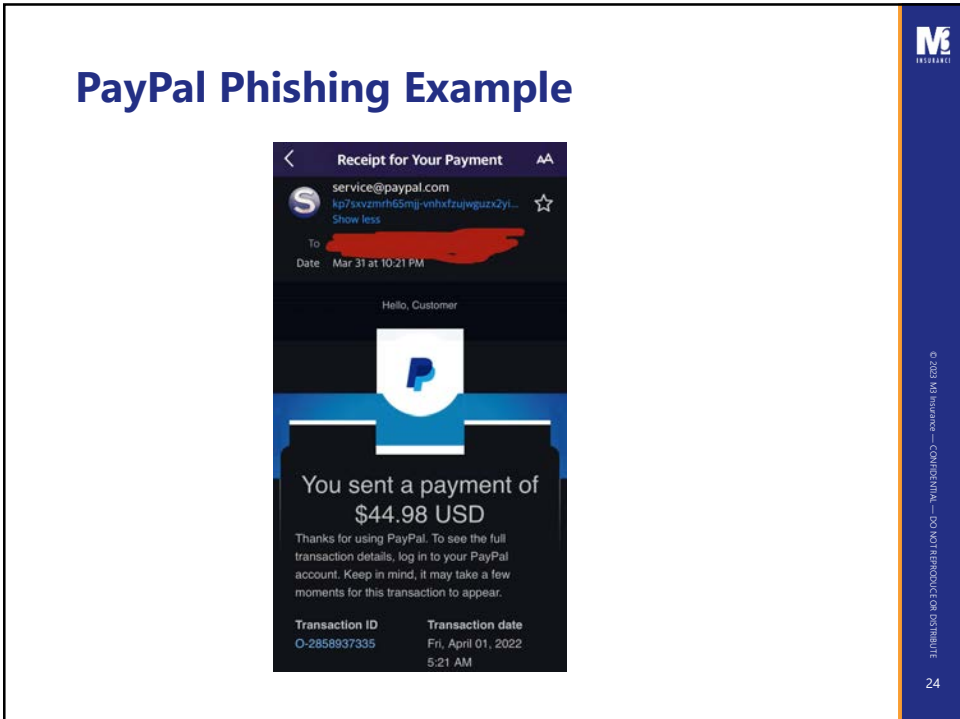 M3
INSURANCE
PayPal Phishing Example
Receipt for Your Payment AA
service@paypal.com
S
kp7sxvzmrh65mjj-vnhxfzujwguzx2yi...
Show less
To
Date Mar 31 at 10:21 PM
Hello, Customer
You sent a payment of
$44.98 USD
Thanks for using PayPal. To see the full
transaction details, log in to your PayPal
account. Keep in mind, it may take a few
moments for this transaction to appear.
Transaction ID Transaction date
O-2858937335 Fri, April 01, 2022
5:21 AM
© 2023 M3 Insurance — CONFIDENTIAL — DO NOT REPRODUCE OR DISTRIBUTE
24